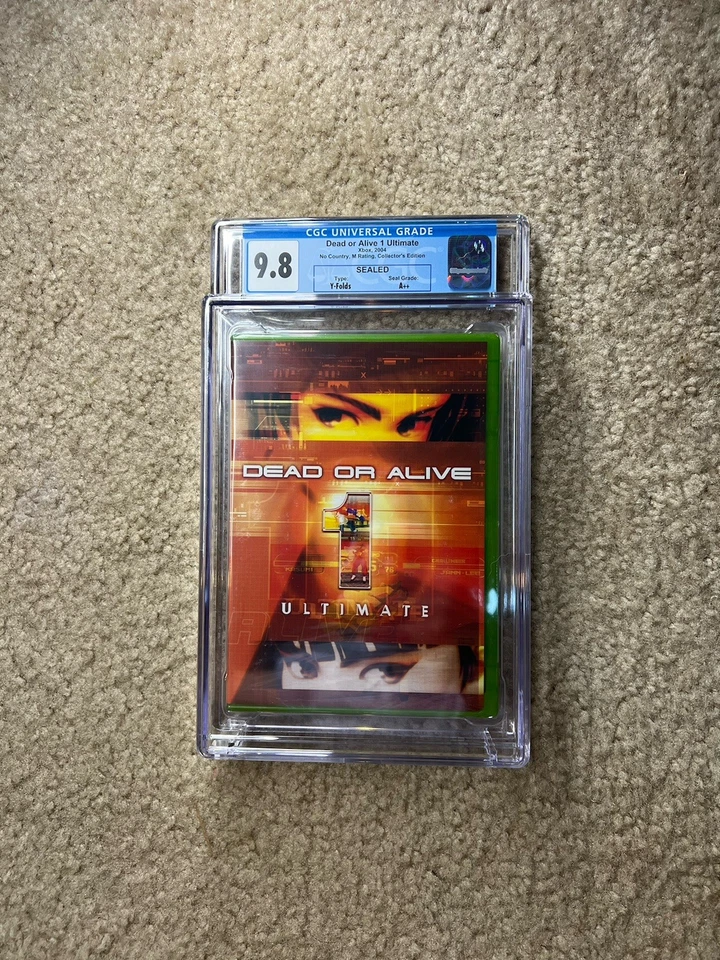 CGC UNIVERSAL GRADE
9.8
Dead or Alive 1 Ultimate
Xbox, 2004
No Country, M Rating, Collector's Edition
SEALED
Type: Seal Grade:
Y-Folds A++
DEAD OR ALIVE
1
ULTIMATE